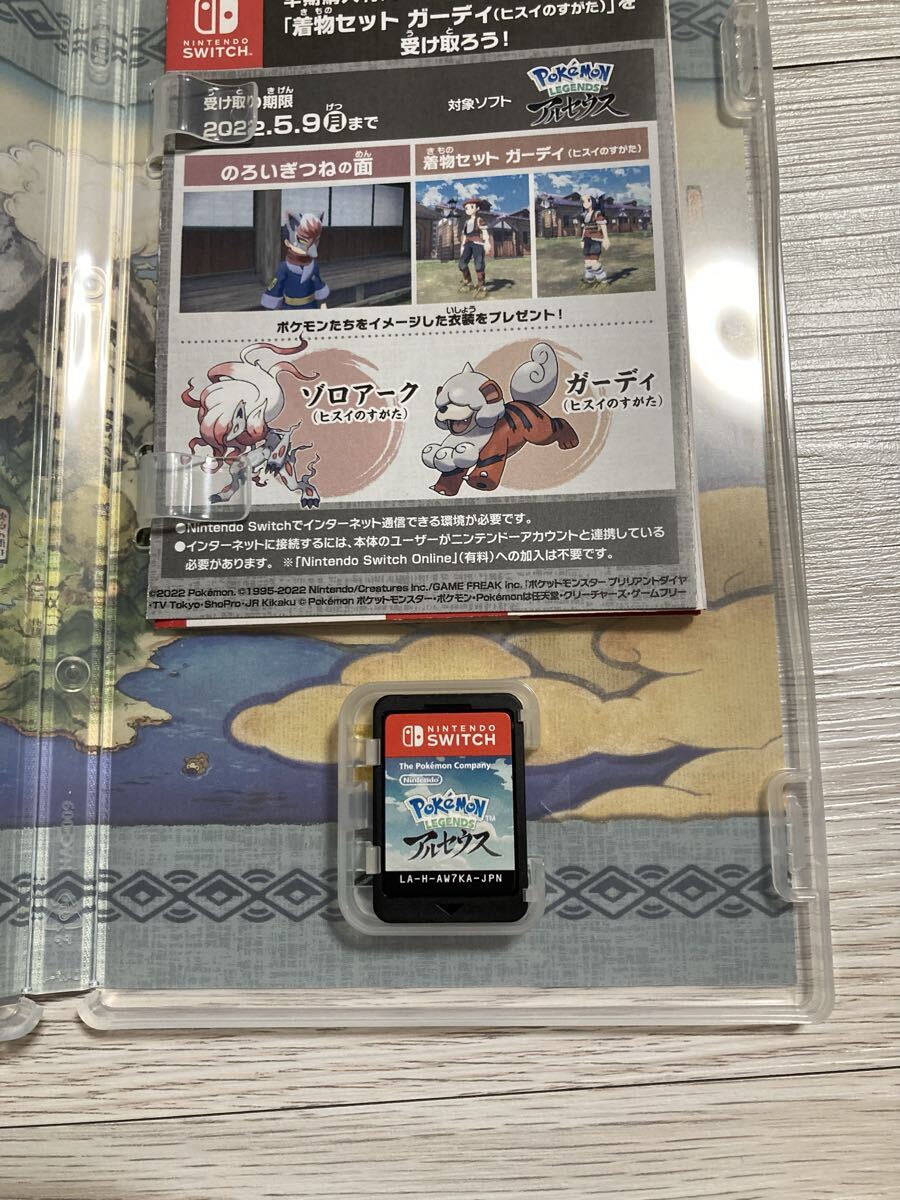 NINTENDO
SWITCH™
「着物セット ガーディ(ヒスイのすがた)」を
受け取ろう!
受け取り期限
2022.5.9(月)まで
対象ソフト
POKÉMON
LEGENDS
アルセウス
のろいぎつねの面
着物セット ガーディ(ヒスイのすがた)
ポケモンたちをイメージした衣装をプレゼント!
ゾロアーク
(ヒスイのすがた)
ガーディ
(ヒスイのすがた)
●Nintendo Switchでインターネット通信できる環境が必要です。
●インターネットに接続するには、本体のユーザーがニンテンドーアカウントと連携している
必要があります。 ※「Nintendo Switch Online」(有料)への加入は不要です。
©2022 Pokémon. ©1995-2022 Nintendo/Creatures Inc./GAME FREAK inc. 『ポケットモンスター ブリリアントダイヤ
・TV Tokyo・ShoPro・JR Kikaku © Pokémon ポケットモンスター・ポケモン・Pokémonは任天堂・クリーチャーズ・ゲームフリー
NINTENDO
SWITCH
The Pokémon Company
Nintendo
POKÉMON™
LEGENDS
アルセウス
LA-H-AW7KA-JPN